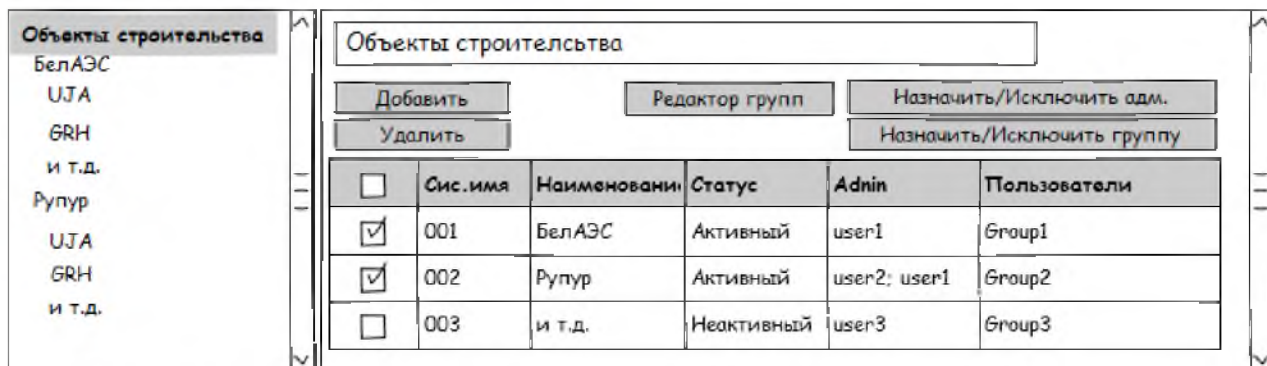 Объекты строительства
БелАЭС
UJA
GRH
и т.д.
Рупур
UJA
GRH
и т.д.
Объекты строителсьтва
Добавить Редактор групп Назначить/Исключить адм.
Удалить Назначить/Исключить группу
Сис.имя Наименовани Статус Adnin Пользователи
001 БелАЭС Активный user1 Group1
002 Рупур Активный user2; user1 Group2
003 и т.д. Неактивный user3 Group3